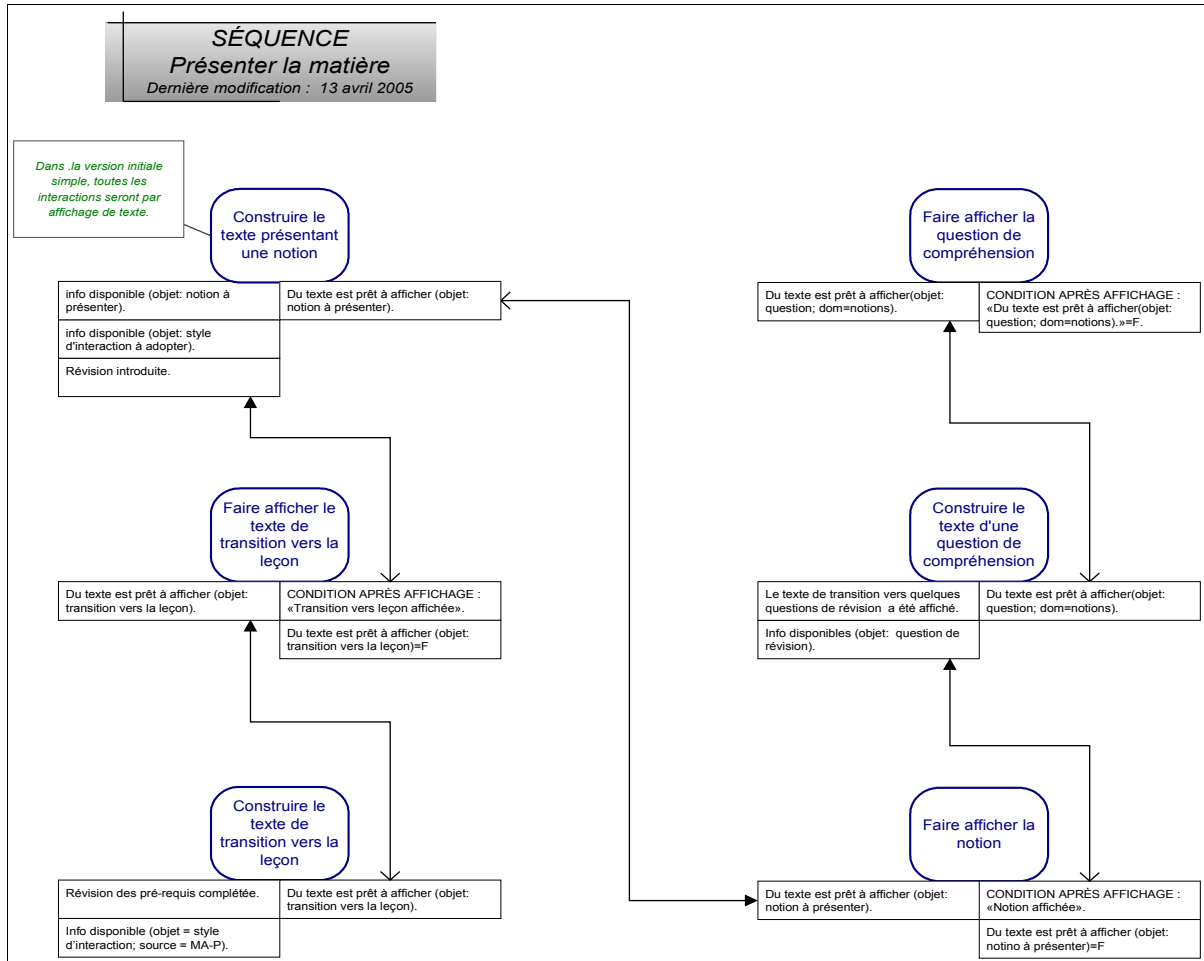 SÉQUENCE
Présenter la matière
Dernière modification : 13 avril 2005
Dans .la version initiale
simple, toutes les
interactions seront par
affichage de texte.
Construire le
texte présentant
une notion
info disponible (objet: notion à
présenter).
info disponible (objet: style
d'interaction à adopter).
Révision introduite.
Du texte est prêt à afficher (objet:
notion à présenter).
Faire afficher le
texte de
transition vers la
leçon
Du texte est prêt à afficher (objet:
transition vers la leçon).
CONDITION APRÈS AFFICHAGE :
«Transition vers leçon affichée».
Du texte est prêt à afficher (objet:
transition vers la leçon)=F
Construire le
texte de
transition vers la
leçon
Révision des pré-requis complétée.
Info disponible (objet = style
d'interaction; source = MA-P).
Du texte est prêt à afficher (objet:
transition vers la leçon).
Faire afficher la
question de
compréhension
Du texte est prêt à afficher(objet:
question; dom=notions).
CONDITION APRÈS AFFICHAGE :
«Du texte est prêt à afficher(objet:
question; dom=notions).»=F.
Construire le
texte d'une
question de
compréhension
Le texte de transition vers quelques
questions de révision a été affiché.
Info disponibles (objet: question de
révision).
Du texte est prêt à afficher(objet:
question; dom=notions).
Faire afficher la
notion
Du texte est prêt à afficher (objet:
notion à présenter).
CONDITION APRÈS AFFICHAGE :
«Notion affichée».
Du texte est prêt à afficher (objet:
notino à présenter)=F